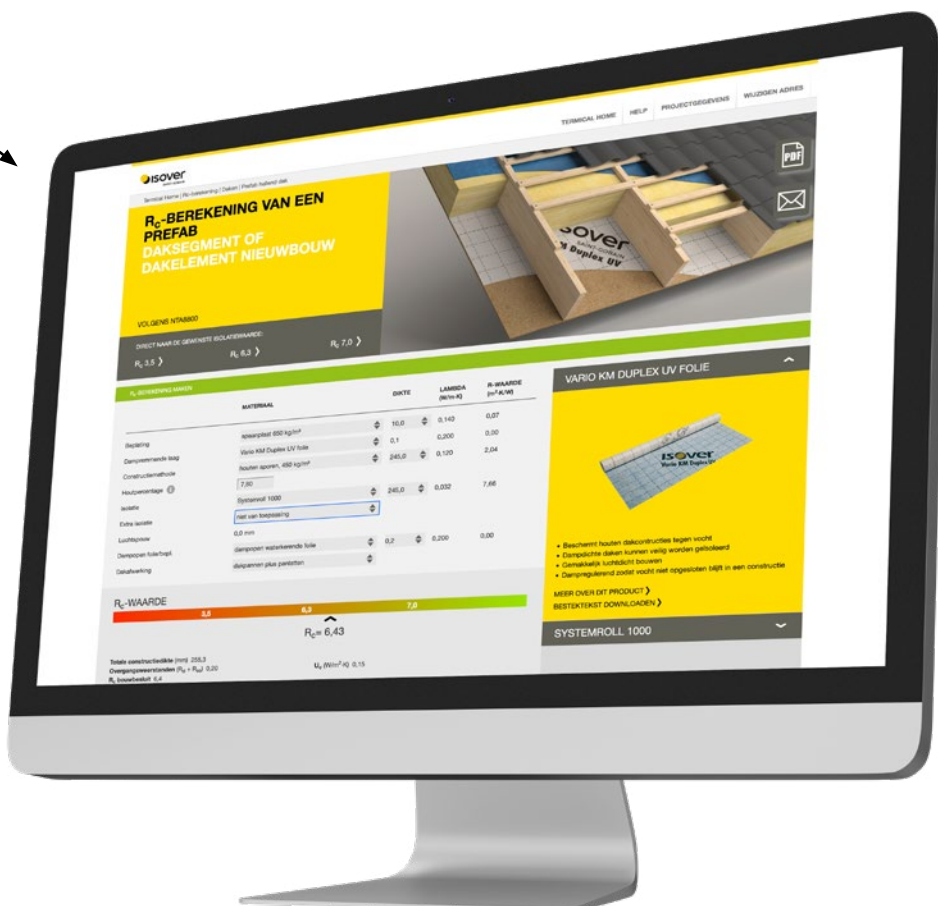 TERMICAL HOME
HELP
PROJECTGEGEVENS
WIJZIGEN ADRES
isover
SAINT-GOBAIN
Termical Home | Rc-berekening | Daken | Prefab hellend dak
Rc-BEREKENING VAN EEN
PREFAB
DAKSEGMENT OF
DAKELEMENT NIEUWBOUW
VOLGENS NTA8800
DIRECT NAAR DE GEWENSTE ISOLATIEWAARDE:
Rc 3,5 ❯ Rc 6,3 ❯ Rc 7,0 ❯
isover
SAINT-GOBAIN
KM Duplex UV
PDF
Rc-BEREKENING MAKEN
MATERIAAL DIKTE LAMBDA (W/m·K) R-WAARDE (m²·K/W)
Beplating spaanplaat 650 kg/m³ 10,0 0,140 0,07
Dampremmende laag Vario KM Duplex UV folie 0,1 0,200 0,00
Constructiemethode houten sporen, 450 kg/m³ 245,0 0,120 2,04
Houtpercentage 7,80
Isolatie Systemroll 1000 245,0 0,032 7,66
Extra isolatie niet van toepassing
Luchtspouw 0,0 mm
Dampopen folie/bopl. dampopen waterkerende folie 0,2 0,200 0,00
Dakafwerking dakpannen plus panlatten
Rc-WAARDE
3,5 6,3 7,0
Rc= 6,43
Totale constructiedikte (mm) 255,3
Overgangsweerstanden (Rsi + Rse) 0,20
Uc (W/m²·K) 0,15
Rc bouwbesluit 6,4
VARIO KM DUPLEX UV FOLIE
isover
Vario KM Duplex UV
• Beschermt houten dakcontructies tegen vocht
• Dampdichte daken kunnen veilig worden geïsoleerd
• Gemakkelijk luchtdicht bouwen
• Dampregulerend zodat vocht niet opgesloten blijft in een constructie
MEER OVER DIT PRODUCT ❯
BESTEKTEKST DOWNLOADEN ❯
SYSTEMROLL 1000